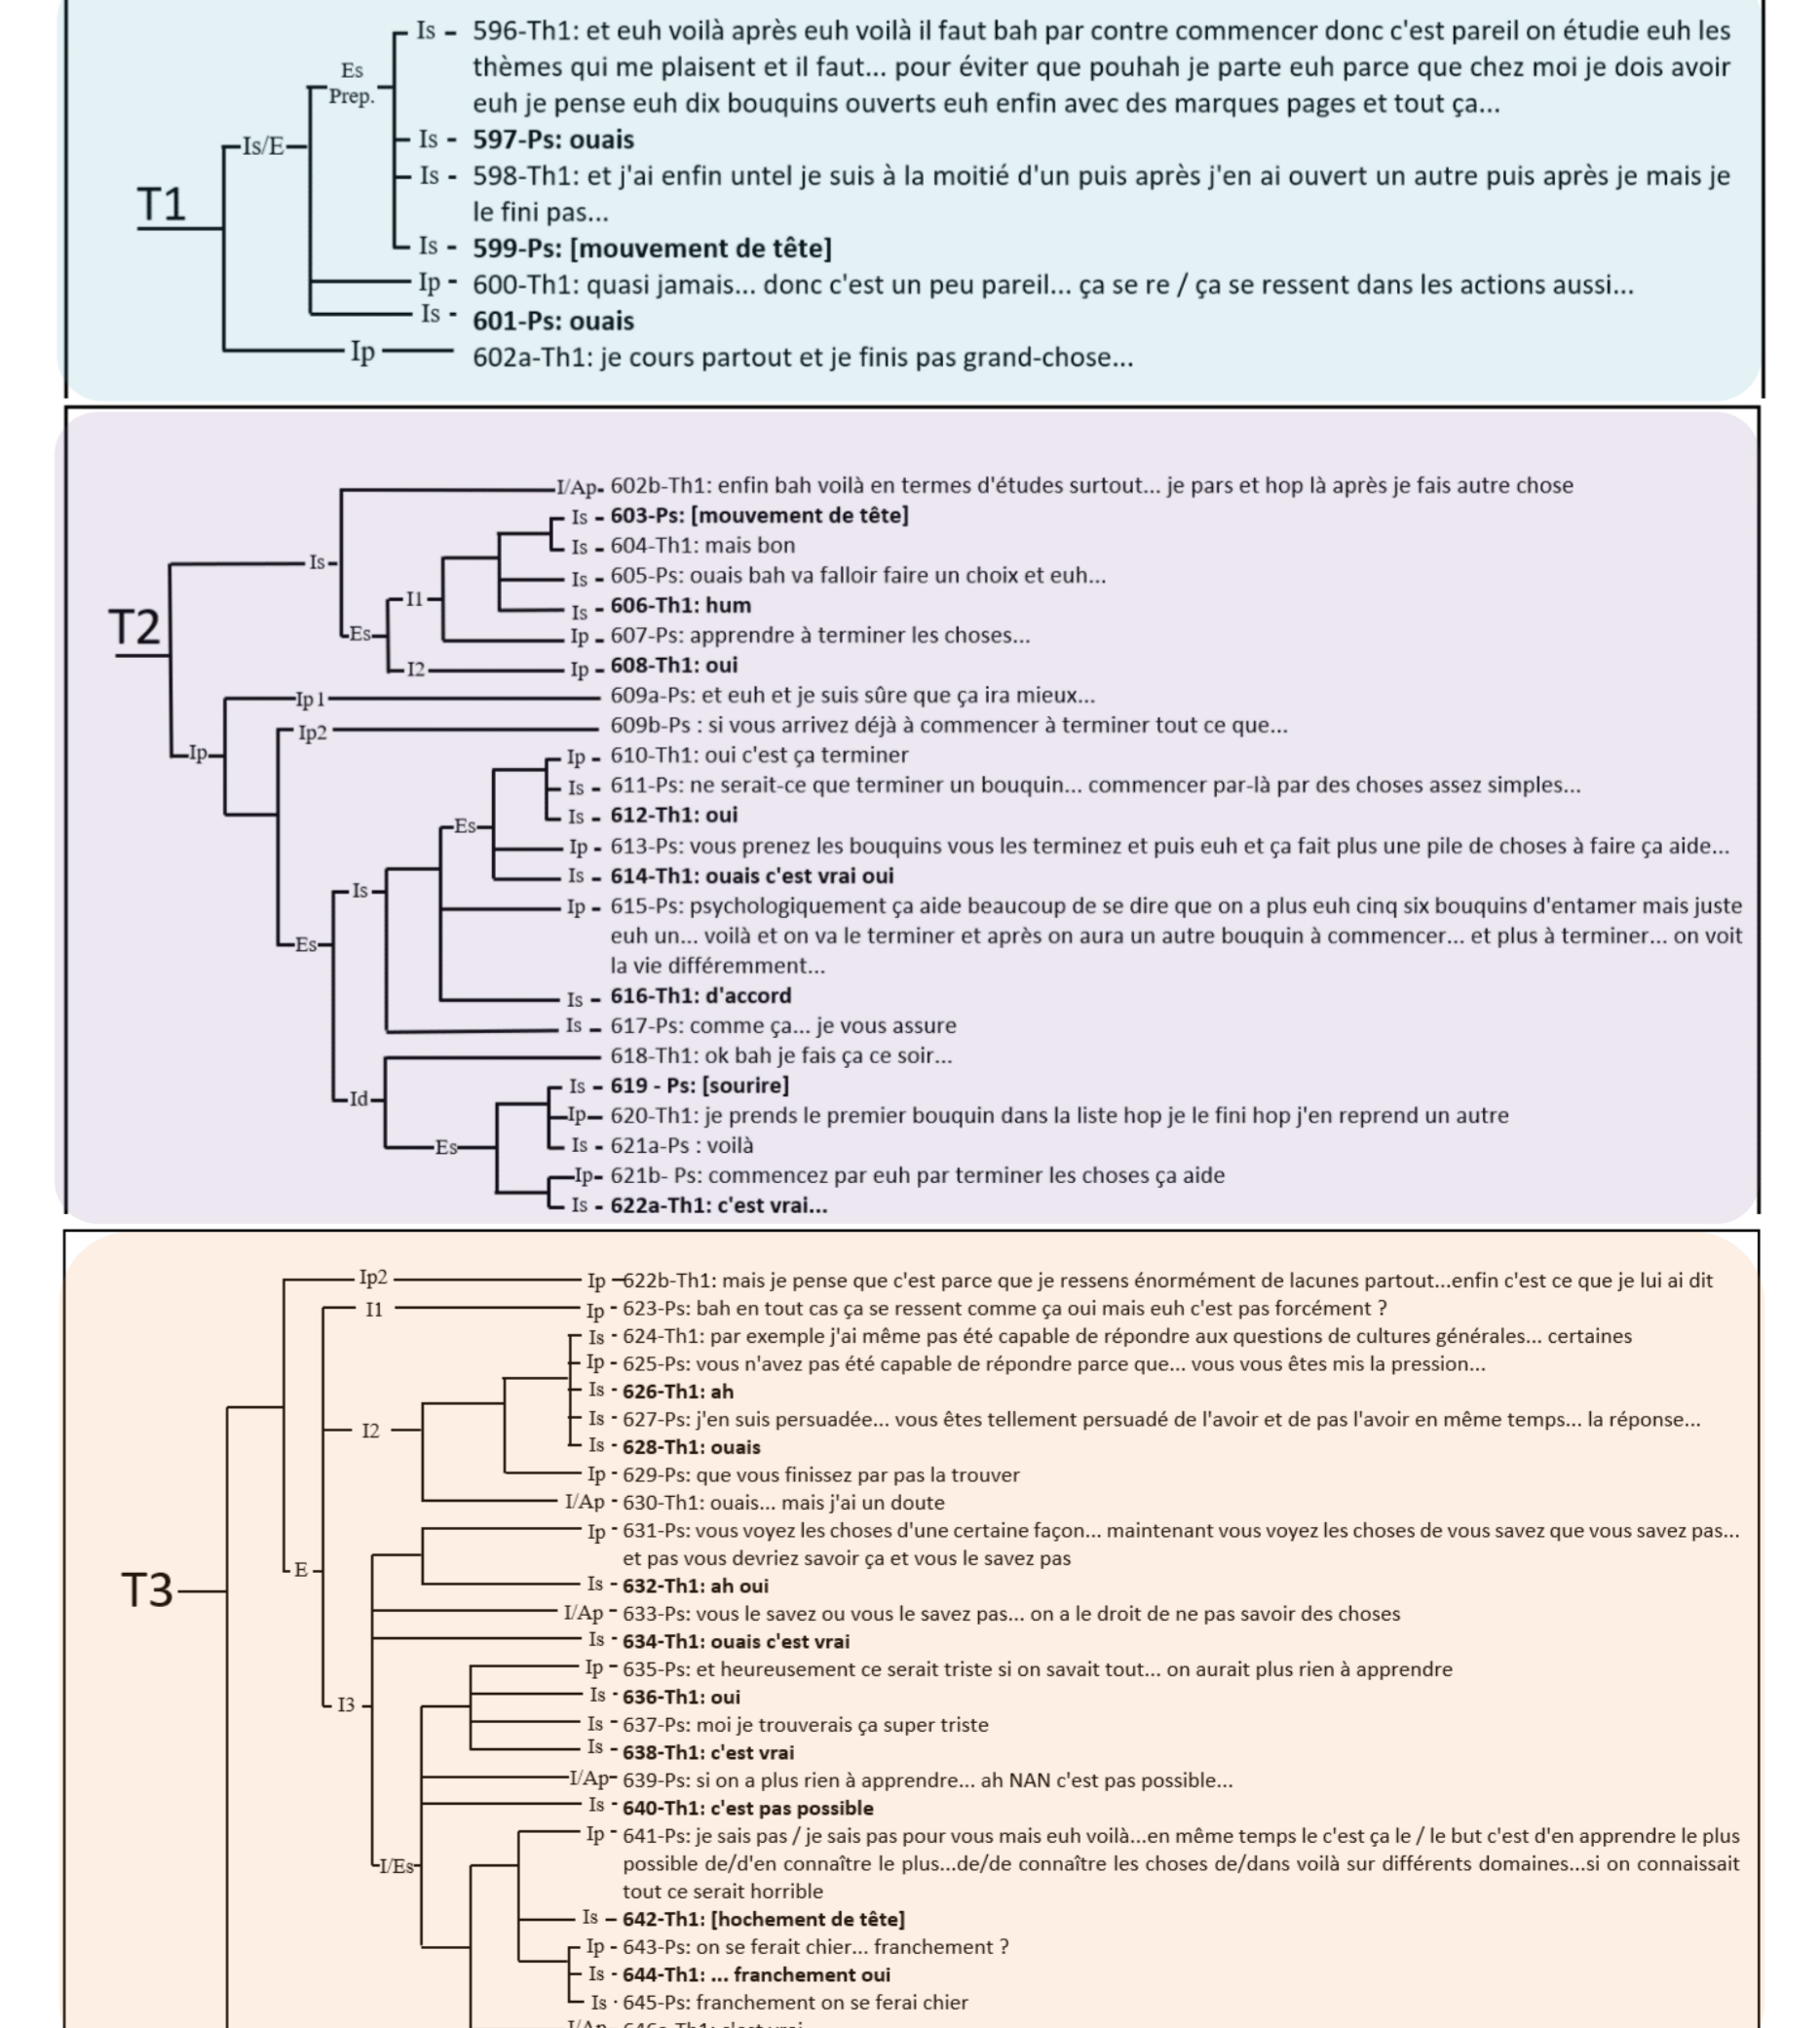 Is – 596-Th1: et euh voilà après euh voilà il faut bah par contre commencer donc c'est pareil on étudie euh les
Es
Prep.
thèmes qui me plaisent et il faut... pour éviter que pouhah je parte euh parce que chez moi je dois avoir
euh je pense euh dix bouquins ouverts euh enfin avec des marques pages et tout ça...
Is/E
Is - 597-Ps: ouais
Is - 598-Th1: et j'ai enfin untel je suis à la moitié d'un puis après j'en ai ouvert un autre puis après je mais je
T1
le fini pas...
Is - 599-Ps: [mouvement de tête]
Ip - 600-Th1: quasi jamais... donc c'est un peu pareil... ça se re / ça se ressent dans les actions aussi...
Is - 601-Ps: ouais
Ip 602a-Th1: je cours partout et je finis pas grand-chose...
I/Ap- 602b-Th1: enfin bah voilà en termes d'études surtout... je pars et hop là après je fais autre chose
Is – 603-Ps: [mouvement de tête]
Is – 604-Th1: mais bon
Is
Is – 605-Ps: ouais bah va falloir faire un choix et euh...
I1
Is – 606-Th1: hum
T2
Es
Ip – 607-Ps: apprendre à terminer les choses...
I2 Ip – 608-Th1: oui
Ip1 609a-Ps: et euh et je suis sûre que ça ira mieux...
Ip2 609b-Ps : si vous arrivez déjà à commencer à terminer tout ce que...
Ip
Ip – 610-Th1: oui c'est ça terminer
Is – 611-Ps: ne serait-ce que terminer un bouquin... commencer par-là par des choses assez simples...
Is – 612-Th1: oui
Es
Ip - 613-Ps: vous prenez les bouquins vous les terminez et puis euh et ça fait plus une pile de choses à faire ça aide...
Is – 614-Th1: ouais c'est vrai oui
Is
Ip – 615-Ps: psychologiquement ça aide beaucoup de se dire que on a plus euh cinq six bouquins d'entamer mais juste
Es
euh un... voilà et on va le terminer et après on aura un autre bouquin à commencer... et plus à terminer... on voit
la vie différemment...
Is – 616-Th1: d'accord
Is – 617-Ps: comme ça... je vous assure
618-Th1: ok bah je fais ça ce soir...
Id
Is – 619 - Ps: [sourire]
Ip– 620-Th1: je prends le premier bouquin dans la liste hop je le fini hop j'en reprend un autre
Es
Is – 621a-Ps : voilà
Ip- 621b- Ps: commencez par euh par terminer les choses ça aide
Is – 622a-Th1: c'est vrai...
Ip2 Ip –622b-Th1: mais je pense que c'est parce que je ressens énormément de lacunes partout...enfin c'est ce que je lui ai dit
I1 Ip - 623-Ps: bah en tout cas ça se ressent comme ça oui mais euh c'est pas forcément ?
Is - 624-Th1: par exemple j'ai même pas été capable de répondre aux questions de cultures générales... certaines
Ip - 625-Ps: vous n'avez pas été capable de répondre parce que... vous vous êtes mis la pression...
Is - 626-Th1: ah
I2
Is - 627-Ps: j'en suis persuadée... vous êtes tellement persuadé de l'avoir et de pas l'avoir en même temps... la réponse...
Is - 628-Th1: ouais
Ip - 629-Ps: que vous finissez par pas la trouver
I/Ap - 630-Th1: ouais... mais j'ai un doute
Ip - 631-Ps: vous voyez les choses d'une certaine façon... maintenant vous voyez les choses de vous savez que vous savez pas...
E
et pas vous devriez savoir ça et vous le savez pas
T3
Is - 632-Th1: ah oui
I/Ap - 633-Ps: vous le savez ou vous le savez pas... on a le droit de ne pas savoir des choses
Is - 634-Th1: ouais c'est vrai
Ip - 635-Ps: et heureusement ce serait triste si on savait tout... on aurait plus rien à apprendre
I3
Is - 636-Th1: oui
Is - 637-Ps: moi je trouverais ça super triste
Is - 638-Th1: c'est vrai
I/Ap- 639-Ps: si on a plus rien à apprendre... ah NAN c'est pas possible...
Is - 640-Th1: c'est pas possible
Ip - 641-Ps: je sais pas / je sais pas pour vous mais euh voilà...en même temps le c'est ça le / le but c'est d'en apprendre le plus
I/Es
possible de/d'en connaître le plus...de/de connaître les choses de/dans voilà sur différents domaines...si on connaissait
tout ce serait horrible
Is – 642-Th1: [hochement de tête]
Ip - 643-Ps: on se ferait chier... franchement ?
Is - 644-Th1: ... franchement oui
Is · 645-Ps: franchement on se ferai chier